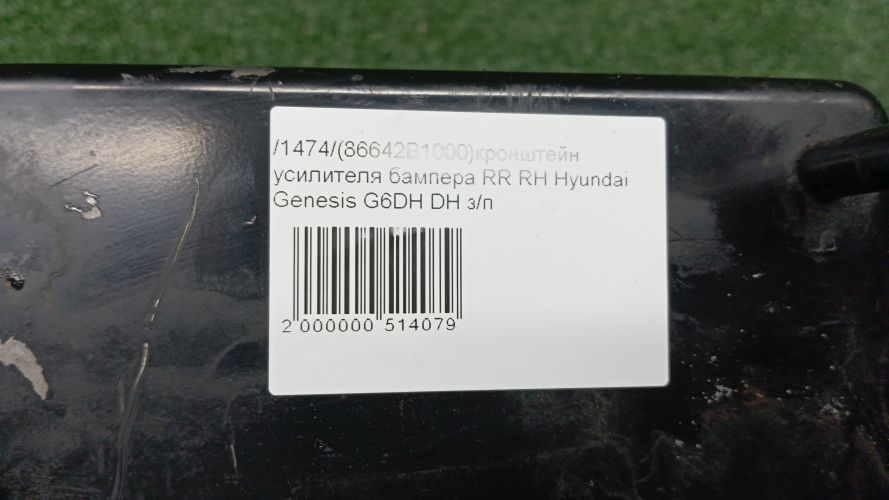 /1474/(86642B1000)кронштейн
усилителя бампера RR RH Hyundai
Genesis G6DH DH з/п
2 000000 514079